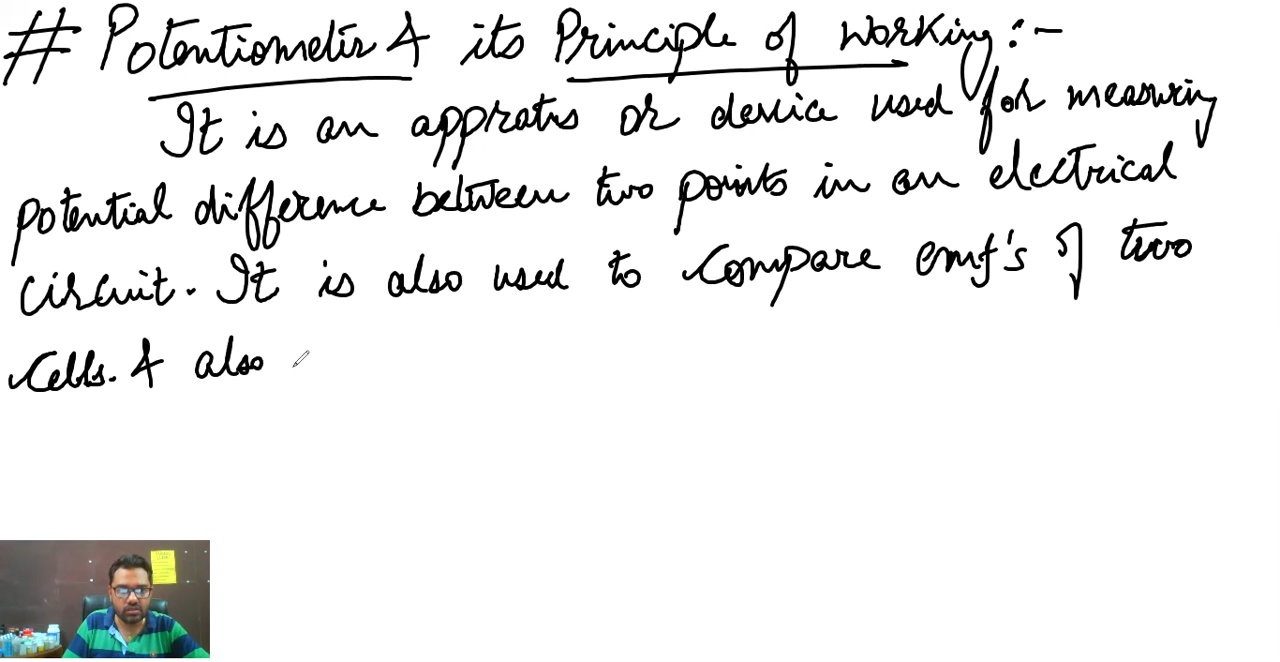 # Potentiometer & its Principle of Working :-
It is an appratus or device used for measuring
potential difference between two points in an electrical
circuit. It is also used to Compare emf's of two
Cells. & also